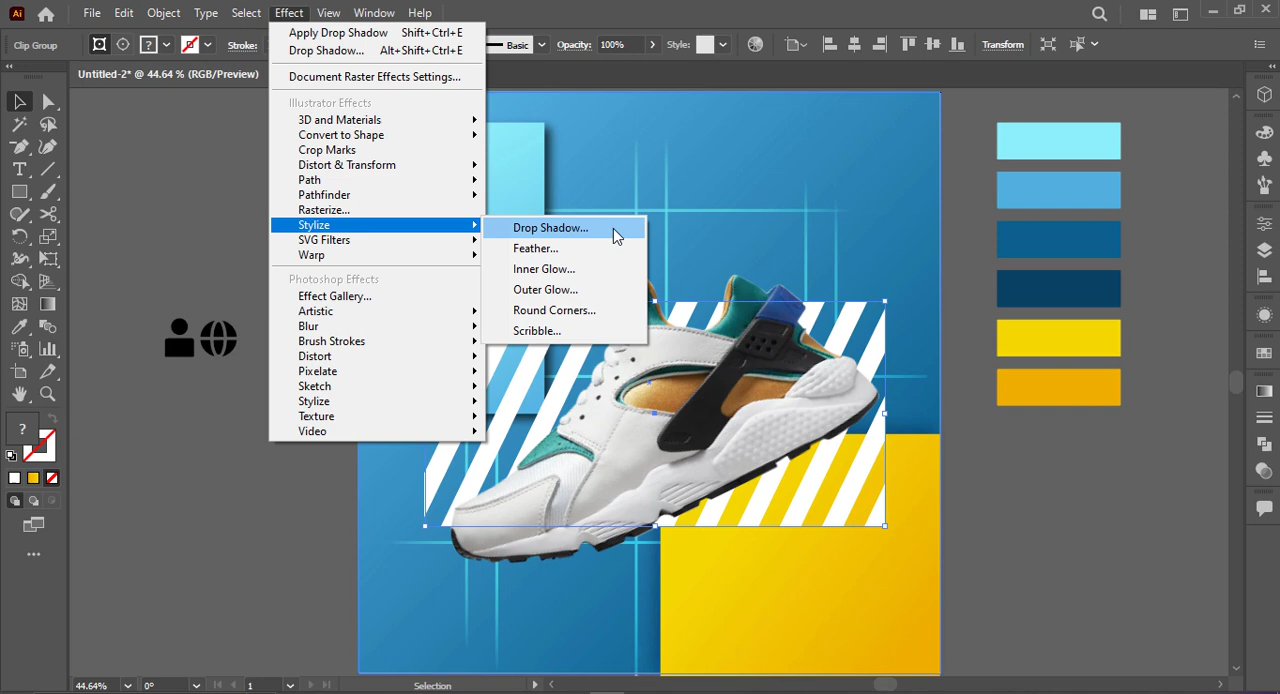 Ai File Edit Object Type Select Effect View Window Help
Clip Group ? Stroke: Basic Opacity: 100% Style: Transform
Untitled-2* @ 44.64 % (RGB/Preview)
Apply Drop Shadow Shift+Ctrl+E
Drop Shadow... Alt+Shift+Ctrl+E
Document Raster Effects Settings...
Illustrator Effects
3D and Materials
Convert to Shape
Crop Marks
Distort & Transform
Path
Pathfinder
Rasterize...
Stylize
SVG Filters
Warp
Photoshop Effects
Effect Gallery...
Artistic
Blur
Brush Strokes
Distort
Pixelate
Sketch
Stylize
Texture
Video
Drop Shadow...
Feather...
Inner Glow...
Outer Glow...
Round Corners...
Scribble...
?
44.64% 0° 1 Selection